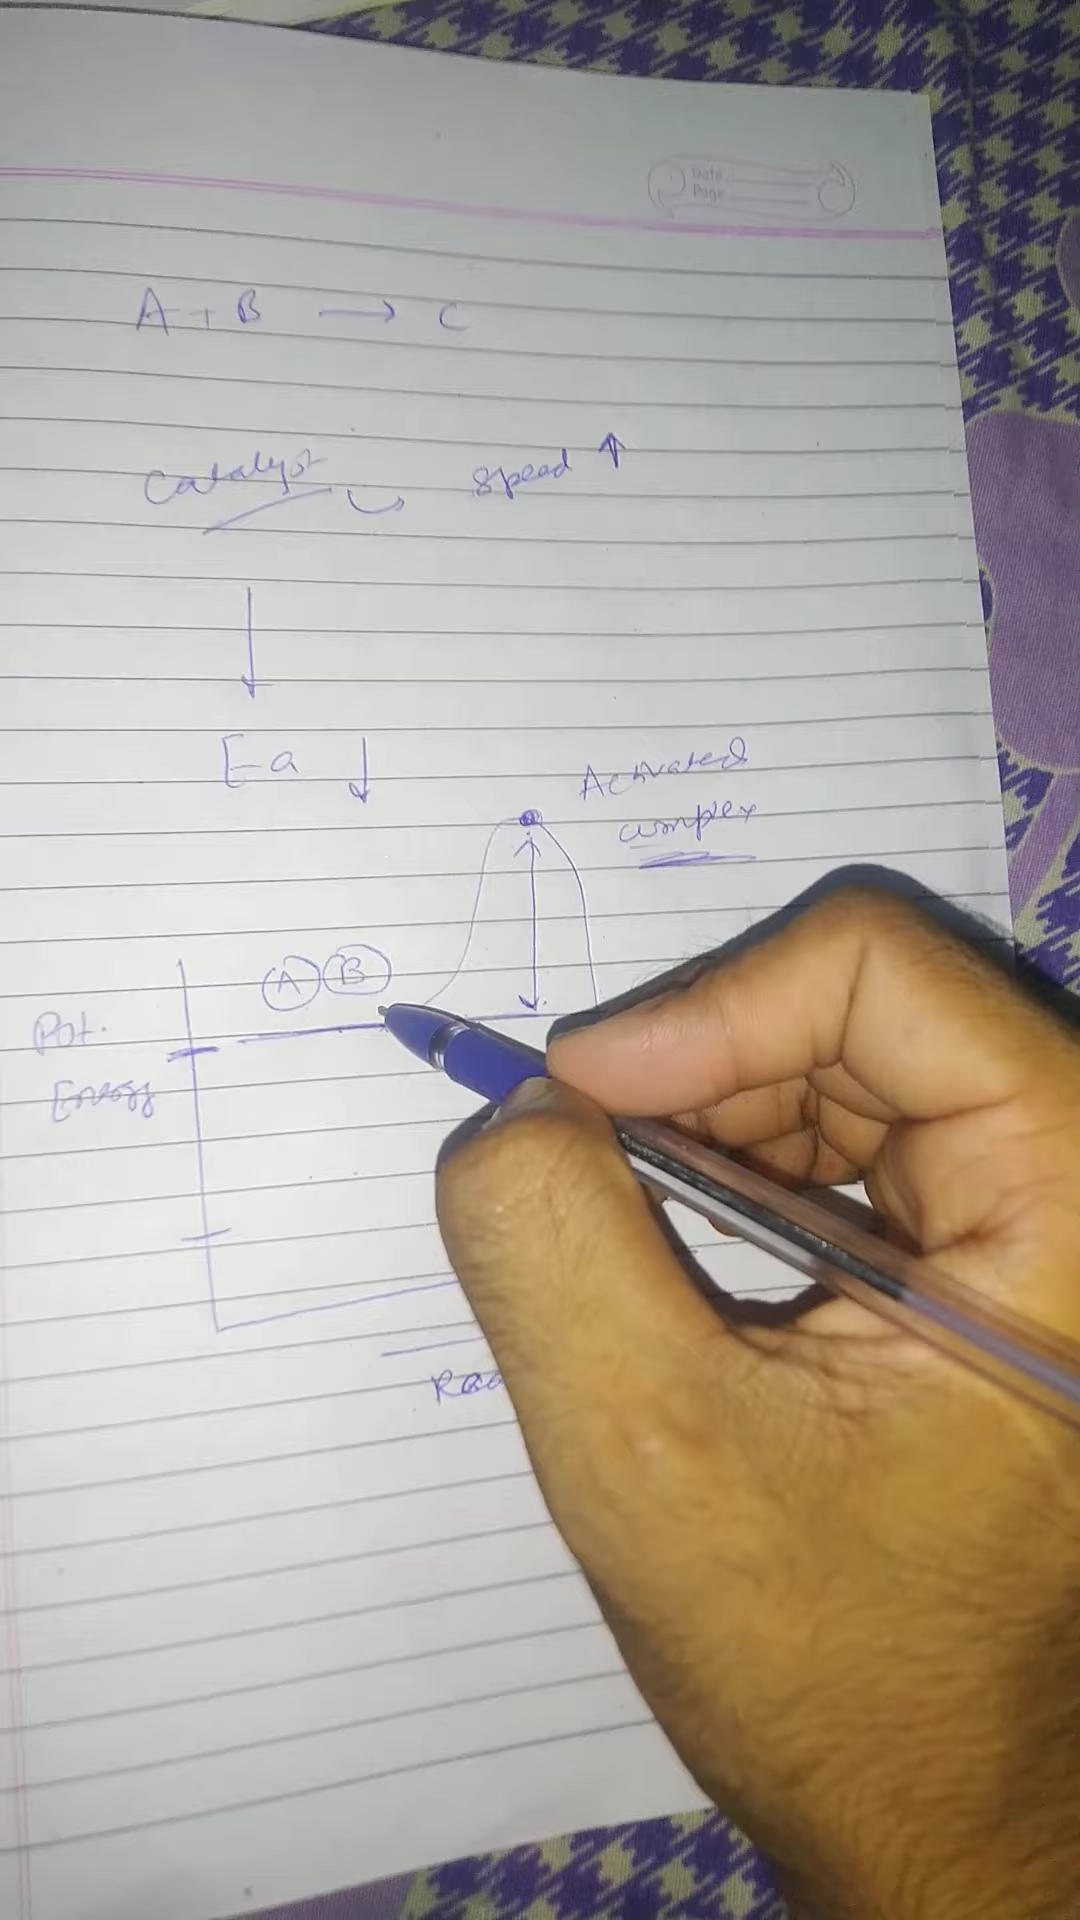 Date
Page
A + B → C
Catalyst speed ↑
↓
Ea ↓
Activated
complex
A B
Pot.
Energy